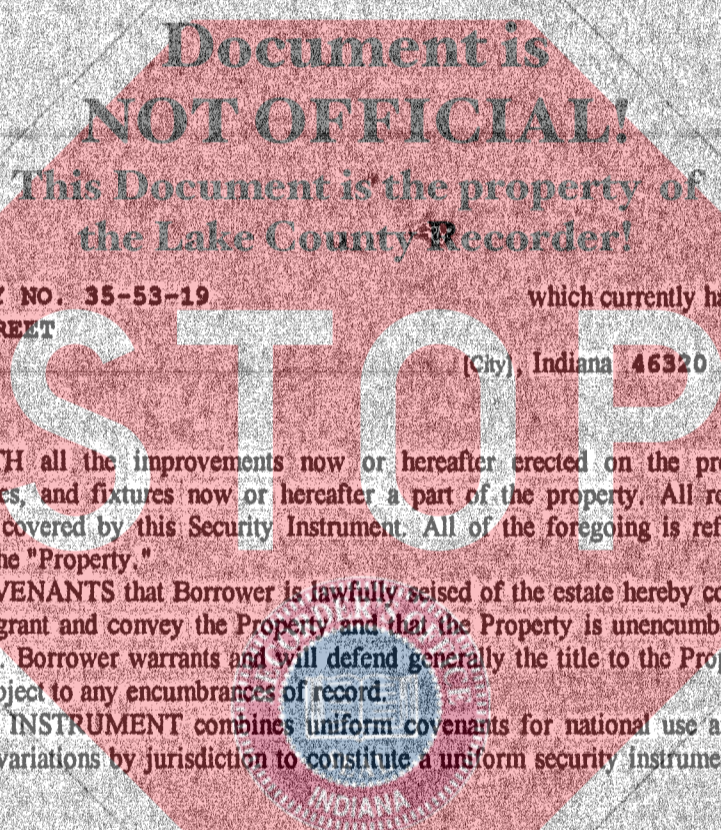 Document is
NOT OFFICIAL!
This Document is the property of
the Lake County Recorder!
NO. 35-53-19 which currently h
REET
[City], Indiana 46320
STOP
TH all the improvements now or hereafter erected on the pr
es, and fixtures now or hereafter a part of the property. All r
covered by this Security Instrument. All of the foregoing is ref
he "Property."
VENANTS that Borrower is lawfully seised of the estate hereby co
grant and convey the Property and that the Property is unencumb
. Borrower warrants and will defend generally the title to the Pro
bject to any encumbrances of record.
INSTRUMENT combines uniform covenants for national use a
variations by jurisdiction to constitute a uniform security instrume
INDIANA